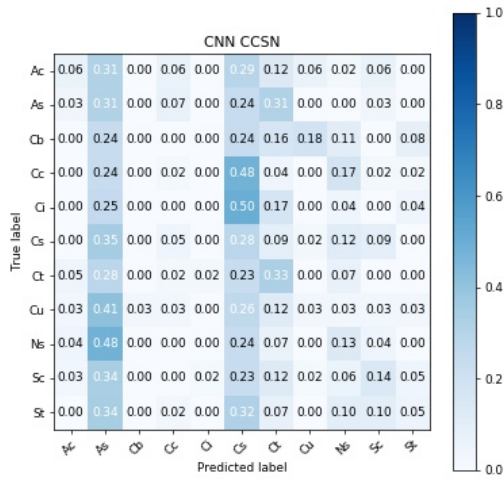 CNN CCSN
1.0
Ac 0.06 0.31 0.00 0.06 0.00 0.29 0.12 0.06 0.02 0.06 0.00
As 0.03 0.31 0.00 0.07 0.00 0.24 0.31 0.00 0.00 0.03 0.00
0.8
Cb 0.00 0.24 0.00 0.00 0.00 0.24 0.16 0.18 0.11 0.00 0.08
Cc 0.00 0.24 0.00 0.02 0.00 0.48 0.04 0.00 0.17 0.02 0.02
0.6
Ci 0.00 0.25 0.00 0.00 0.00 0.50 0.17 0.00 0.04 0.00 0.04
True label
Cs 0.00 0.35 0.00 0.05 0.00 0.28 0.09 0.02 0.12 0.09 0.00
Ct 0.05 0.28 0.00 0.02 0.02 0.23 0.33 0.00 0.07 0.00 0.00
0.4
Cu 0.03 0.41 0.03 0.03 0.00 0.26 0.12 0.03 0.03 0.03 0.03
Ns 0.04 0.48 0.00 0.00 0.00 0.24 0.07 0.00 0.13 0.04 0.00
0.2
Sc 0.03 0.34 0.00 0.00 0.02 0.23 0.12 0.02 0.06 0.14 0.05
St 0.00 0.34 0.00 0.02 0.00 0.32 0.07 0.00 0.10 0.10 0.05
Ac As Cb Cc Ci Cs Ct Cu Ns Sc St
Predicted label
0.0